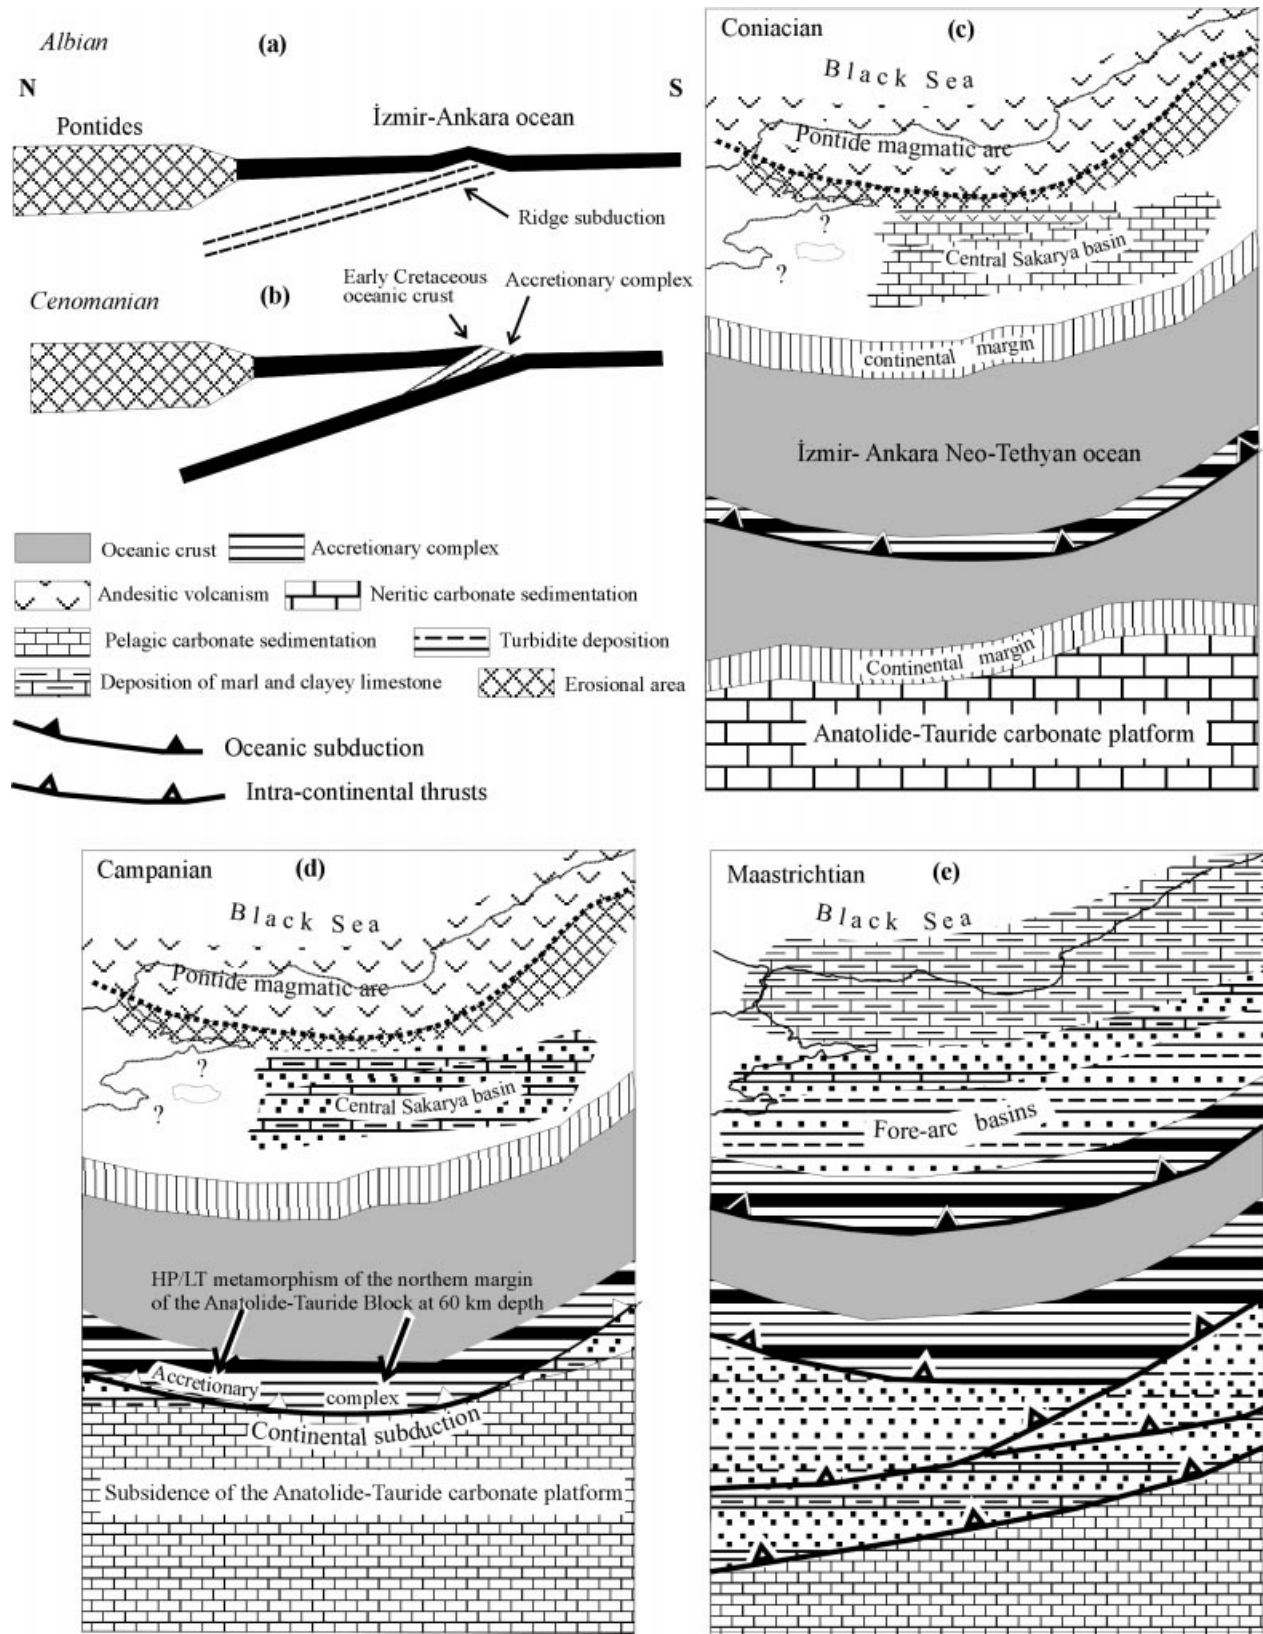 Albian
(a)
N
S
Pontides
İzmir-Ankara ocean
Ridge subduction
Cenomanian
(b)
Early Cretaceous
oceanic crust
Accretionary complex
Oceanic crust
Accretionary complex
Andesitic volcanism
Neritic carbonate sedimentation
Pelagic carbonate sedimentation
Turbidite deposition
Deposition of marl and clayey limestone
Erosional area
Oceanic subduction
Intra-continental thrusts
Coniacian
(c)
Black Sea
Pontide magmatic arc
?
?
Central Sakarya basin
continental margin
İzmir- Ankara Neo-Tethyan ocean
Continental margin
Anatolide-Tauride carbonate platform
Campanian
(d)
Black Sea
Pontide magmatic arc
?
?
Central Sakarya basin
HP/LT metamorphism of the northern margin
of the Anatolide-Tauride Block at 60 km depth
Accretionary complex
Continental subduction
Subsidence of the Anatolide-Tauride carbonate platform
Maastrichtian
(e)
Black Sea
Fore-arc basins